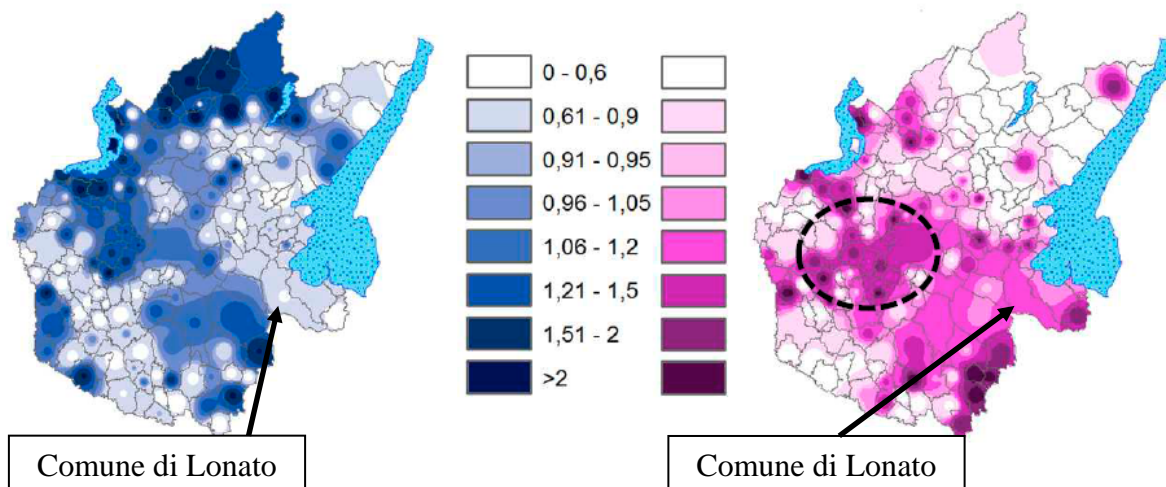 0 - 0,6
0,61 - 0,9
0,91 - 0,95
0,96 - 1,05
1,06 - 1,2
1,21 - 1,5
1,51 - 2
>2
Comune di Lonato
Comune di Lonato